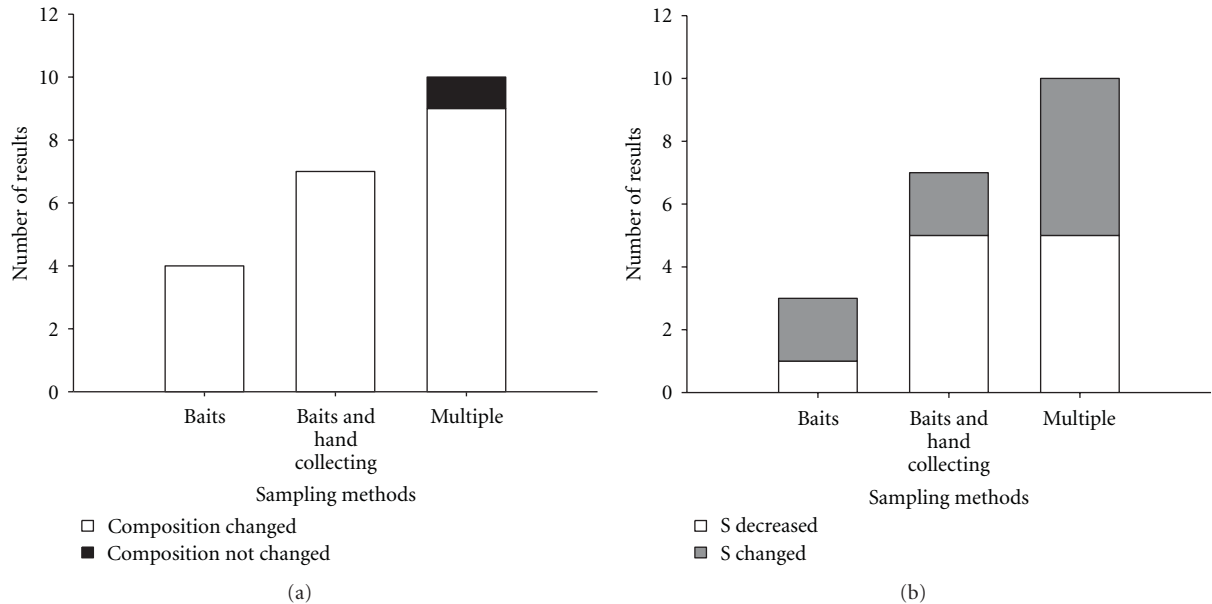 12
10
8
6
4
2
0
Number of results
Baits
Baits and
hand
collecting
Multiple
Sampling methods
Composition changed
Composition not changed
(a)
12
10
8
6
4
2
0
Number of results
Baits
Baits and
hand
collecting
Multiple
Sampling methods
S decreased
S changed
(b)